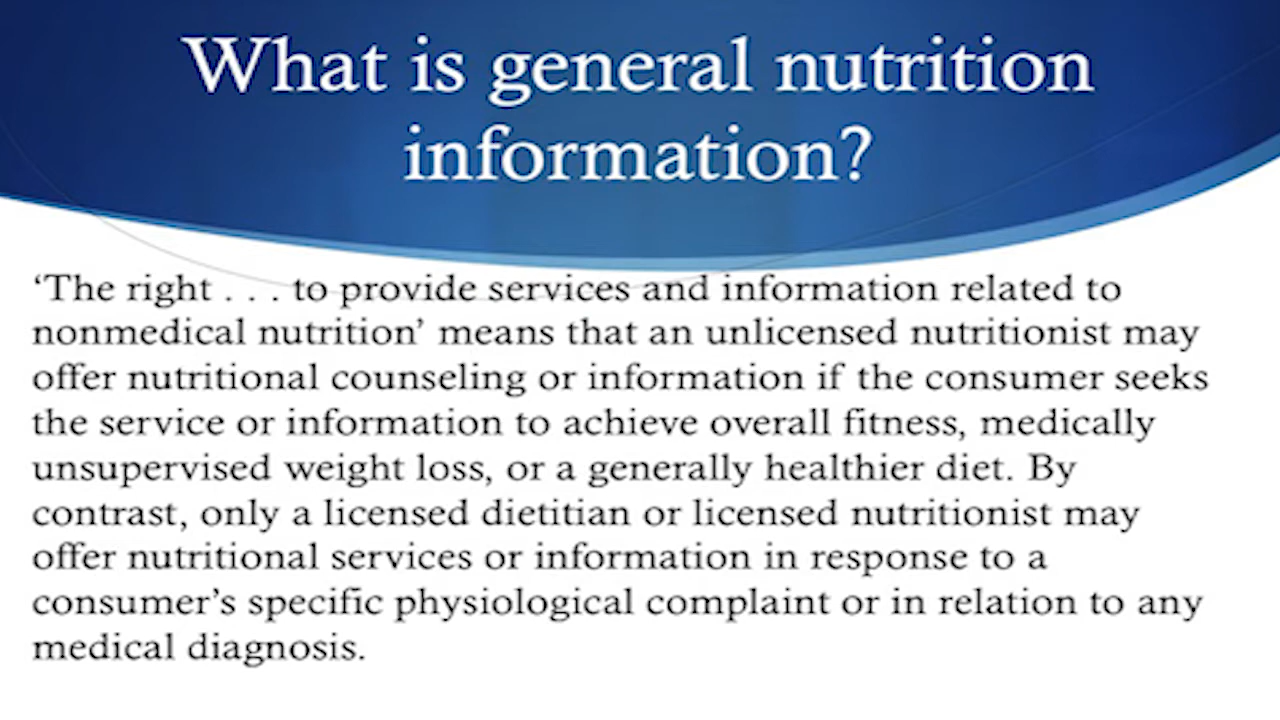 What is general nutrition
information?
‘The right . . . to provide services and information related to
nonmedical nutrition’ means that an unlicensed nutritionist may
offer nutritional counseling or information if the consumer seeks
the service or information to achieve overall fitness, medically
unsupervised weight loss, or a generally healthier diet. By
contrast, only a licensed dietitian or licensed nutritionist may
offer nutritional services or information in response to a
consumer’s specific physiological complaint or in relation to any
medical diagnosis.